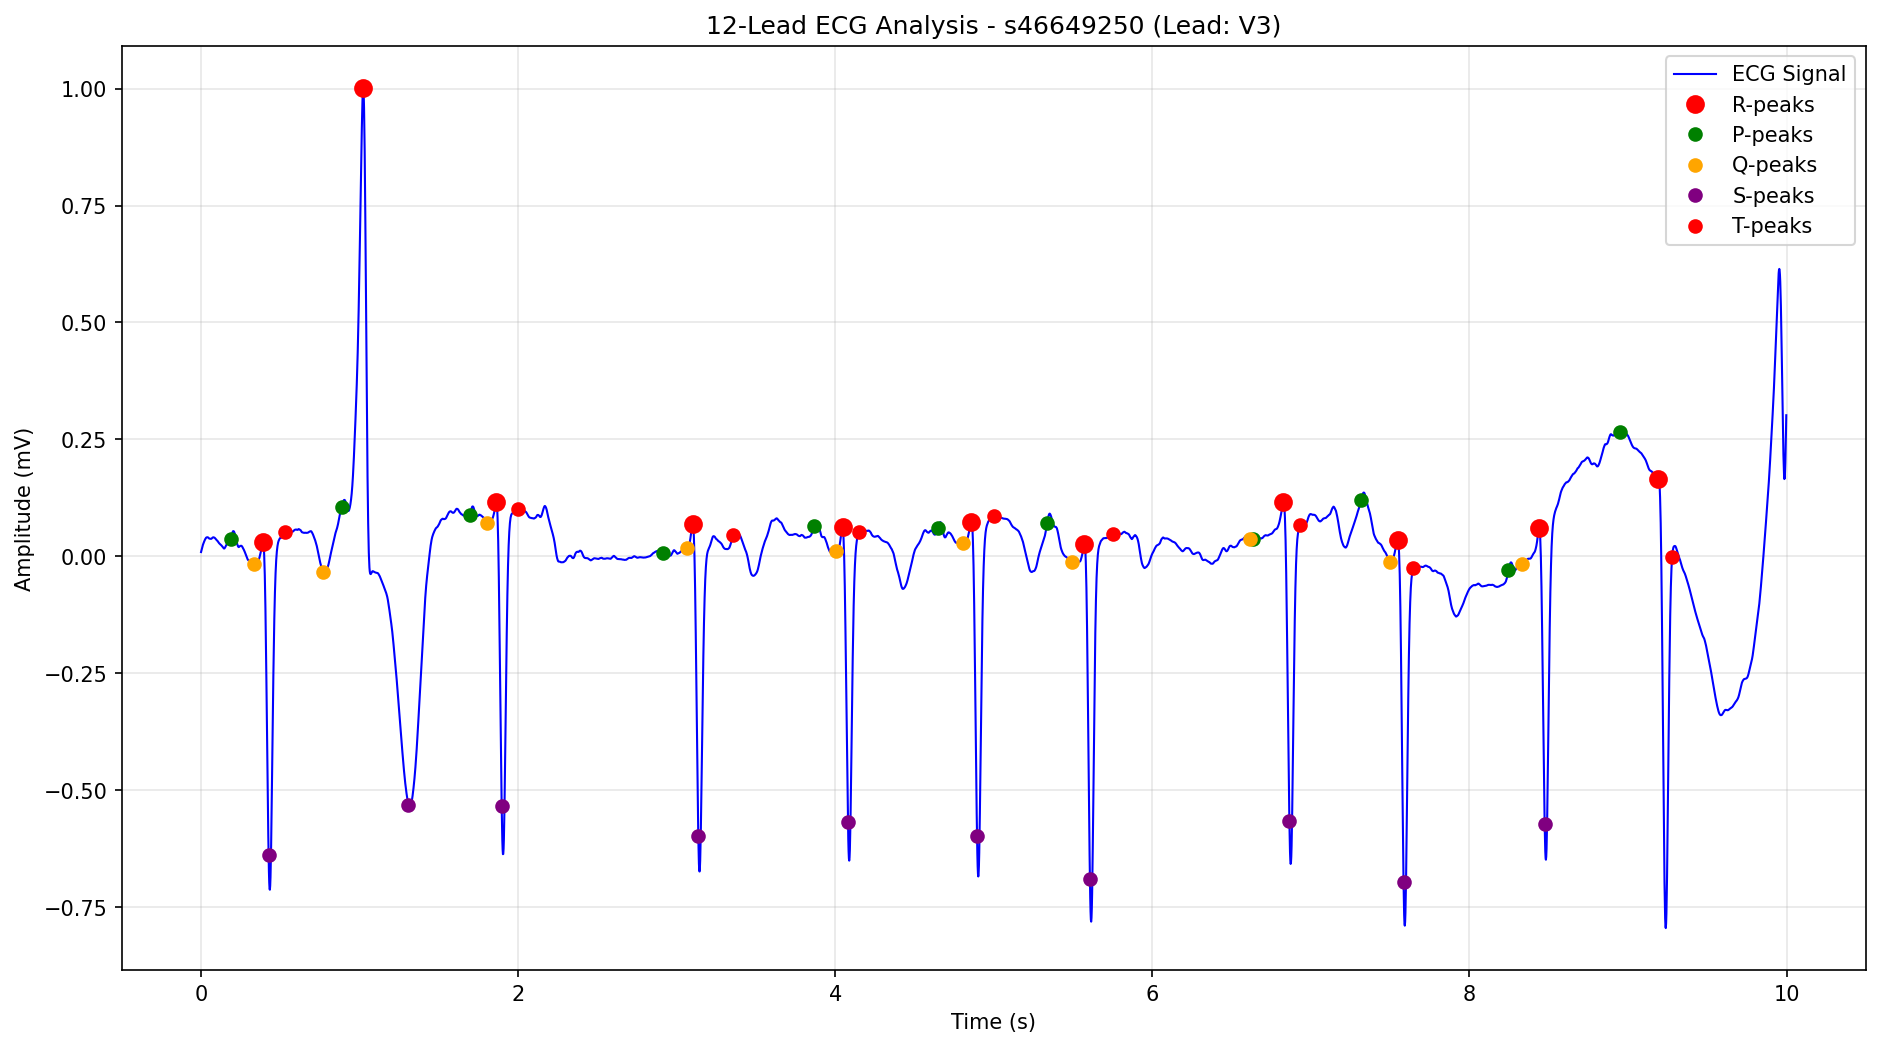 12-Lead ECG Analysis - s46649250 (Lead: V3)
ECG Signal
R-peaks
P-peaks
Q-peaks
S-peaks
T-peaks
Amplitude (mV)
1.00
0.75
0.50
0.25
0.00
−0.25
−0.50
−0.75
0 2 4 6 8 10
Time (s)